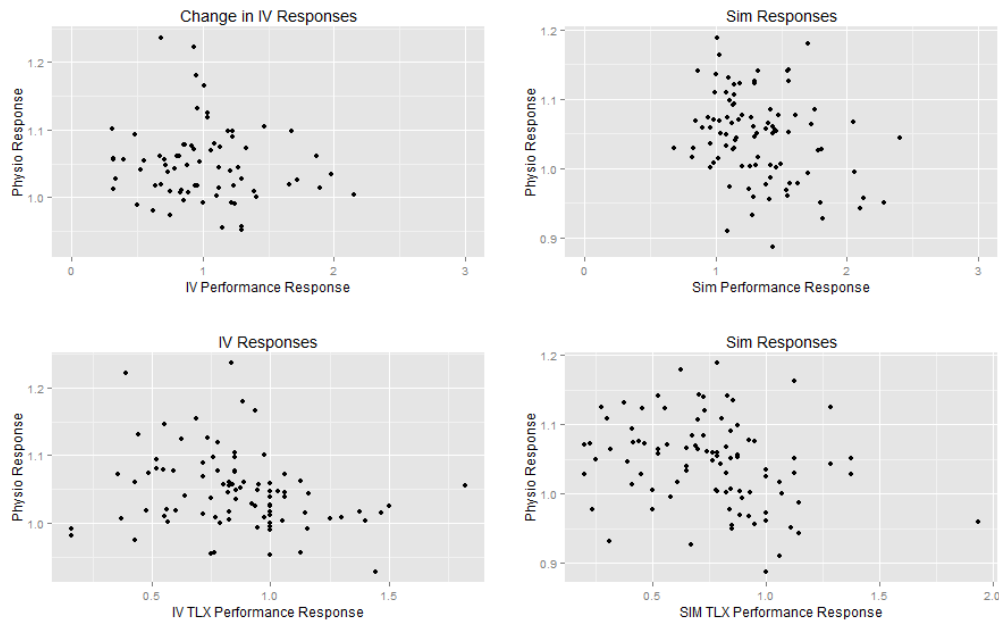 Change in IV Responses
Physio Response
1.2
1.1
1.0
0
1
2
3
IV Performance Response
Sim Responses
Physio Response
1.2
1.1
1.0
0.9
0
1
2
3
Sim Performance Response
IV Responses
Physio Response
1.2
1.1
1.0
0.5
1.0
1.5
IV TLX Performance Response
Sim Responses
Physio Response
1.2
1.1
1.0
0.9
0.5
1.0
1.5
2.0
SIM TLX Performance Response